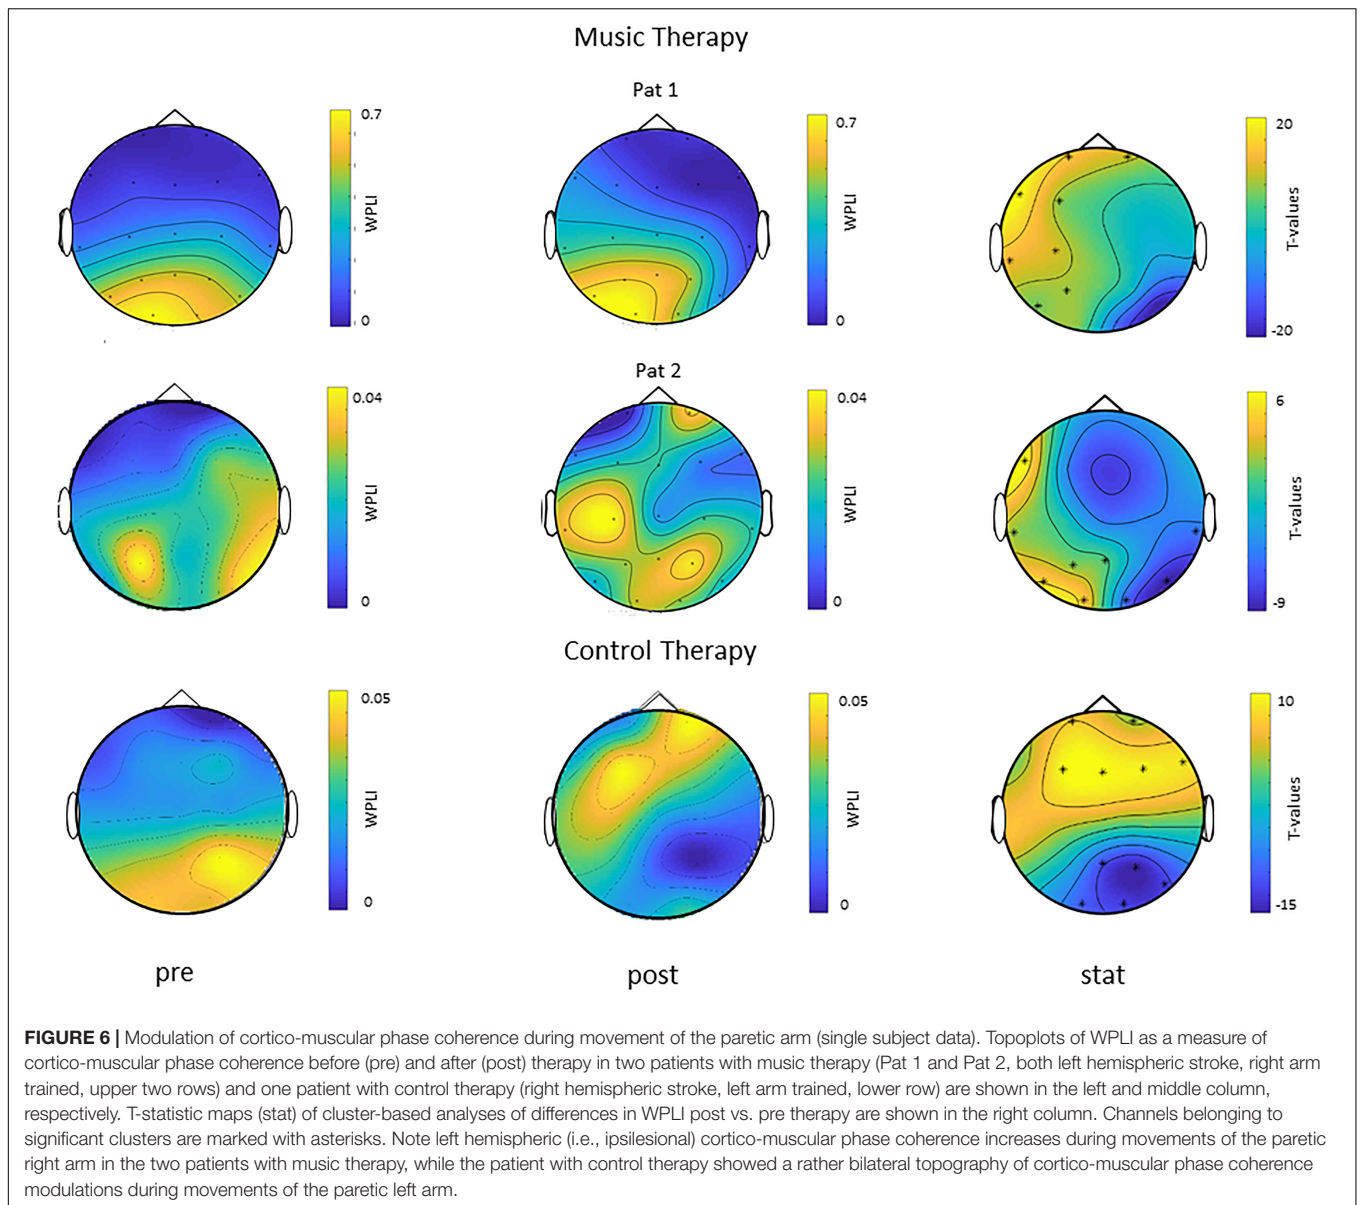 Music Therapy
Pat 1
0.7
WPLI
0
0.7
WPLI
0
20
T-values
-20
Pat 2
0.04
WPLI
0
0.04
WPLI
0
6
T-values
-9
Control Therapy
0.05
WPLI
0
0.05
WPLI
0
10
T-values
-15
pre
post
stat
FIGURE 6 | Modulation of cortico-muscular phase coherence during movement of the paretic arm (single subject data). Topoplots of WPLI as a measure of
cortico-muscular phase coherence before (pre) and after (post) therapy in two patients with music therapy (Pat 1 and Pat 2, both left hemispheric stroke, right arm
trained, upper two rows) and one patient with control therapy (right hemispheric stroke, left arm trained, lower row) are shown in the left and middle column,
respectively. T-statistic maps (stat) of cluster-based analyses of differences in WPLI post vs. pre therapy are shown in the right column. Channels belonging to
significant clusters are marked with asterisks. Note left hemispheric (i.e., ipsilesional) cortico-muscular phase coherence increases during movements of the paretic
right arm in the two patients with music therapy, while the patient with control therapy showed a rather bilateral topography of cortico-muscular phase coherence
modulations during movements of the paretic left arm.